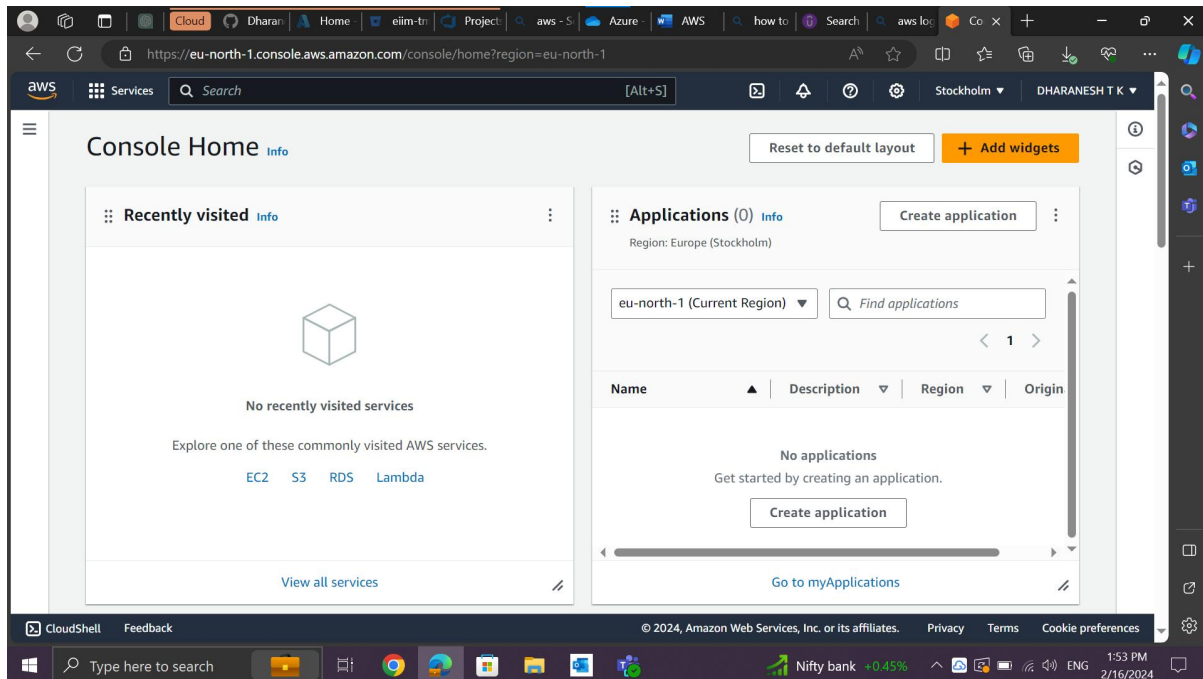 Cloud Dharan Home - eiim-tr Project aws - S Azure - AWS how to Search aws log Co
https://eu-north-1.console.aws.amazon.com/console/home?region=eu-north-1
aws Services Search [Alt+S] Stockholm DHARANESH T K
Console Home Info Reset to default layout + Add widgets
Recently visited Info
No recently visited services
Explore one of these commonly visited AWS services.
EC2 S3 RDS Lambda
View all services
Applications (0) Info Create application
Region: Europe (Stockholm)
eu-north-1 (Current Region) Find applications
1
Name Description Region Origin
No applications
Get started by creating an application.
Create application
Go to myApplications
CloudShell Feedback © 2024, Amazon Web Services, Inc. or its affiliates. Privacy Terms Cookie preferences
Type here to search Nifty bank +0.45% ENG 1:53 PM
2/16/2024